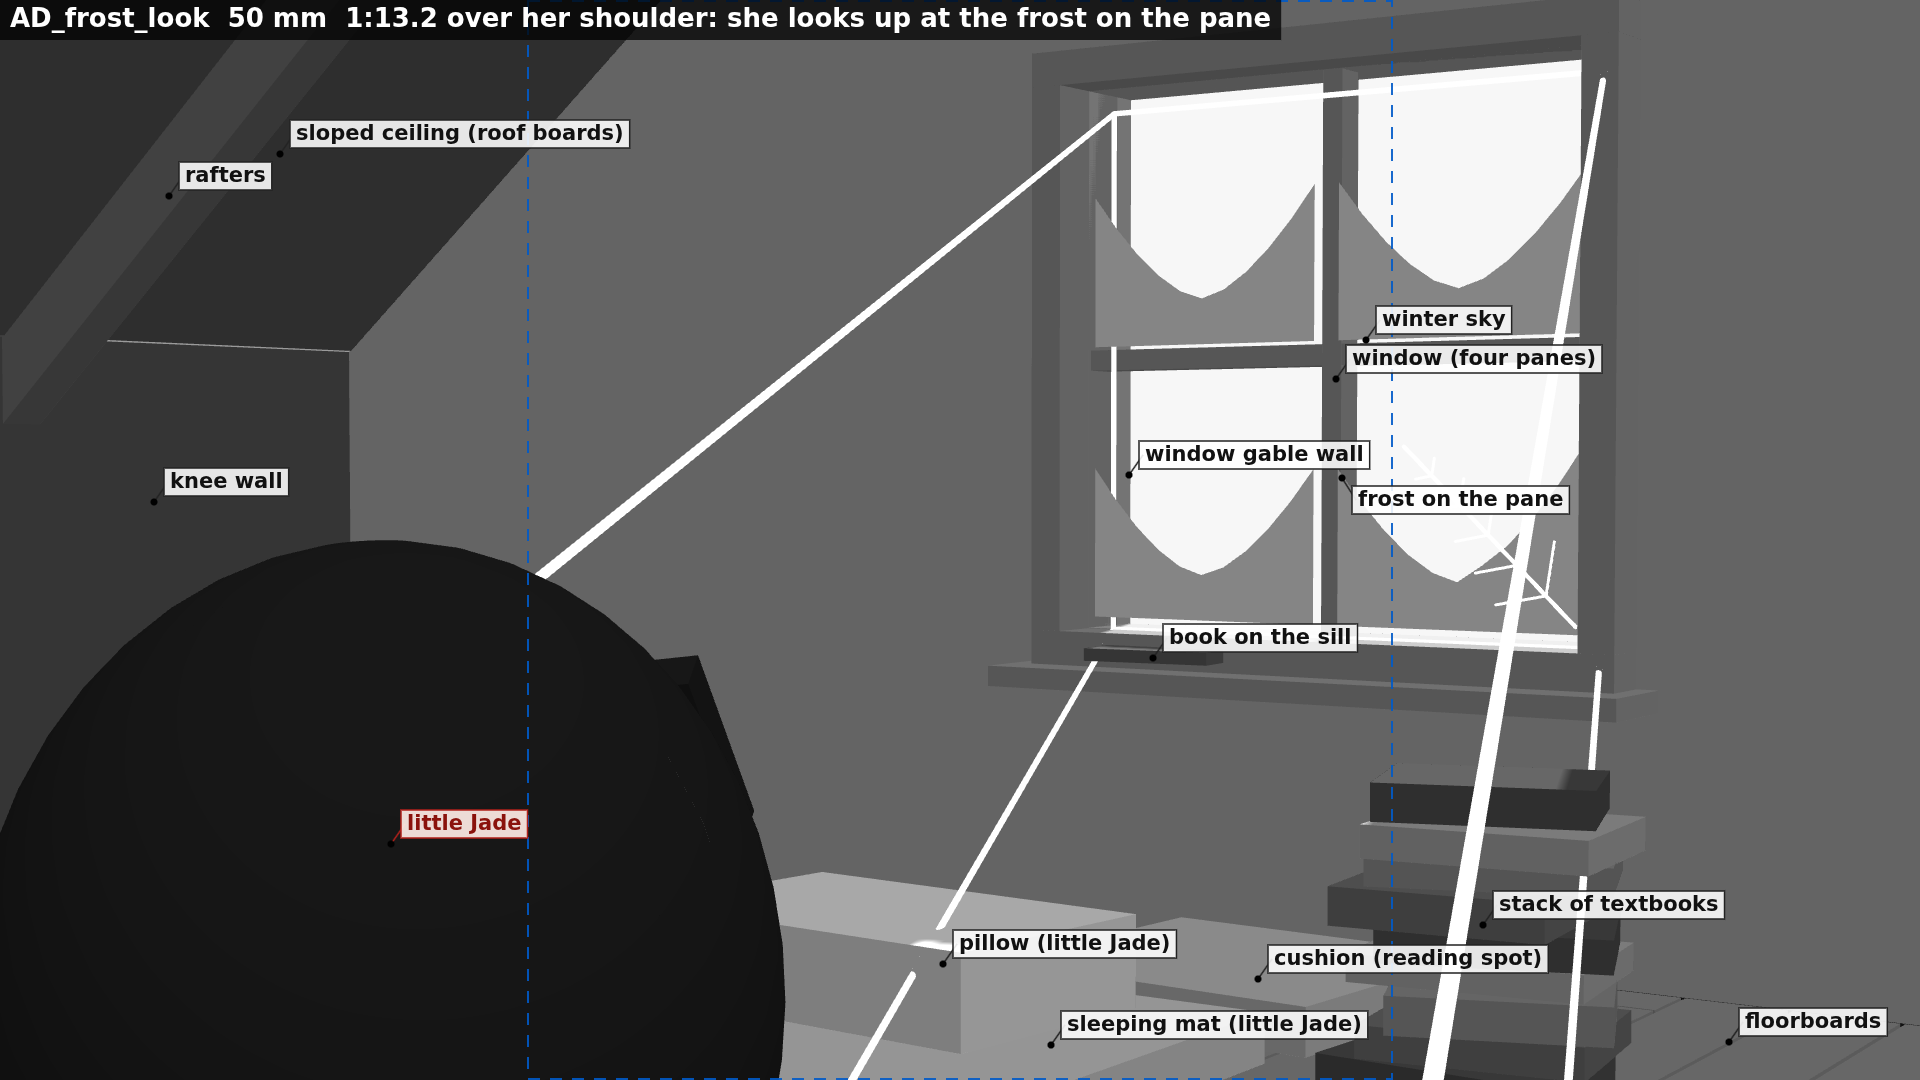 AD_frost_look  50 mm  1:13.2 over her shoulder: she looks up at the frost on the pane
sloped ceiling (roof boards)
rafters
winter sky
window (four panes)
window gable wall
knee wall
frost on the pane
book on the sill
little Jade
stack of textbooks
pillow (little Jade)
cushion (reading spot)
sleeping mat (little Jade)
floorboards